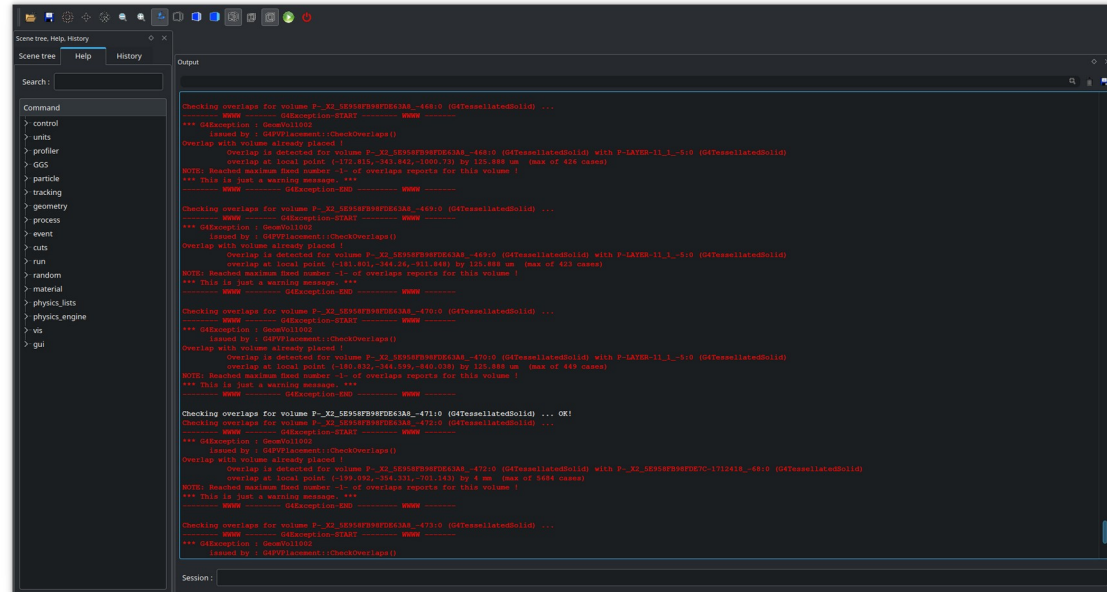 Scene tree, Help, History
Scene tree Help History
Search :
Command
control
units
profiler
GGS
particle
tracking
geometry
process
event
cuts
run
random
material
physics_lists
physics_engine
vis
gui
Output
Checking overlaps for volume P-_X2_5E958FB98FDE63A8_-468:0 (G4TessellatedSolid) ...
-------- WWWW ------- G4Exception-START -------- WWWW -------
*** G4Exception : GeomVol1002
issued by : G4PVPlacement::CheckOverlaps()
Overlap with volume already placed !
Overlap is detected for volume P-_X2_5E958FB98FDE63A8_-468:0 (G4TessellatedSolid) with P-LAYER-11_1_-5:0 (G4TessellatedSolid)
overlap at local point (-172.815,-343.842,-1000.73) by 125.888 um (max of 426 cases)
NOTE: Reached maximum fixed number -1- of overlaps reports for this volume !
*** This is just a warning message. ***
-------- WWWW -------- G4Exception-END --------- WWWW -------
Checking overlaps for volume P-_X2_5E958FB98FDE63A8_-469:0 (G4TessellatedSolid) ...
-------- WWWW ------- G4Exception-START -------- WWWW -------
*** G4Exception : GeomVol1002
issued by : G4PVPlacement::CheckOverlaps()
Overlap with volume already placed !
Overlap is detected for volume P-_X2_5E958FB98FDE63A8_-469:0 (G4TessellatedSolid) with P-LAYER-11_1_-5:0 (G4TessellatedSolid)
overlap at local point (-181.801,-344.26,-911.848) by 125.888 um (max of 423 cases)
NOTE: Reached maximum fixed number -1- of overlaps reports for this volume !
*** This is just a warning message. ***
-------- WWWW -------- G4Exception-END --------- WWWW -------
Checking overlaps for volume P-_X2_5E958FB98FDE63A8_-470:0 (G4TessellatedSolid) ...
-------- WWWW ------- G4Exception-START -------- WWWW -------
*** G4Exception : GeomVol1002
issued by : G4PVPlacement::CheckOverlaps()
Overlap with volume already placed !
Overlap is detected for volume P-_X2_5E958FB98FDE63A8_-470:0 (G4TessellatedSolid) with P-LAYER-11_1_-5:0 (G4TessellatedSolid)
overlap at local point (-180.832,-344.599,-840.038) by 125.888 um (max of 449 cases)
NOTE: Reached maximum fixed number -1- of overlaps reports for this volume !
*** This is just a warning message. ***
-------- WWWW -------- G4Exception-END --------- WWWW -------
Checking overlaps for volume P-_X2_5E958FB98FDE63A8_-471:0 (G4TessellatedSolid) ... OK!
Checking overlaps for volume P-_X2_5E958FB98FDE63A8_-472:0 (G4TessellatedSolid) ...
-------- WWWW ------- G4Exception-START -------- WWWW -------
*** G4Exception : GeomVol1002
issued by : G4PVPlacement::CheckOverlaps()
Overlap with volume already placed !
Overlap is detected for volume P-_X2_5E958FB98FDE63A8_-472:0 (G4TessellatedSolid) with P-_X2_5E958FB98FDE7C-1712418_-68:0 (G4TessellatedSolid)
overlap at local point (-199.092,-354.331,-701.143) by 4 mm (max of 5684 cases)
NOTE: Reached maximum fixed number -1- of overlaps reports for this volume !
*** This is just a warning message. ***
-------- WWWW -------- G4Exception-END --------- WWWW -------
Checking overlaps for volume P-_X2_5E958FB98FDE63A8_-473:0 (G4TessellatedSolid) ...
-------- WWWW ------- G4Exception-START -------- WWWW -------
*** G4Exception : GeomVol1002
issued by : G4PVPlacement::CheckOverlaps()
Session :